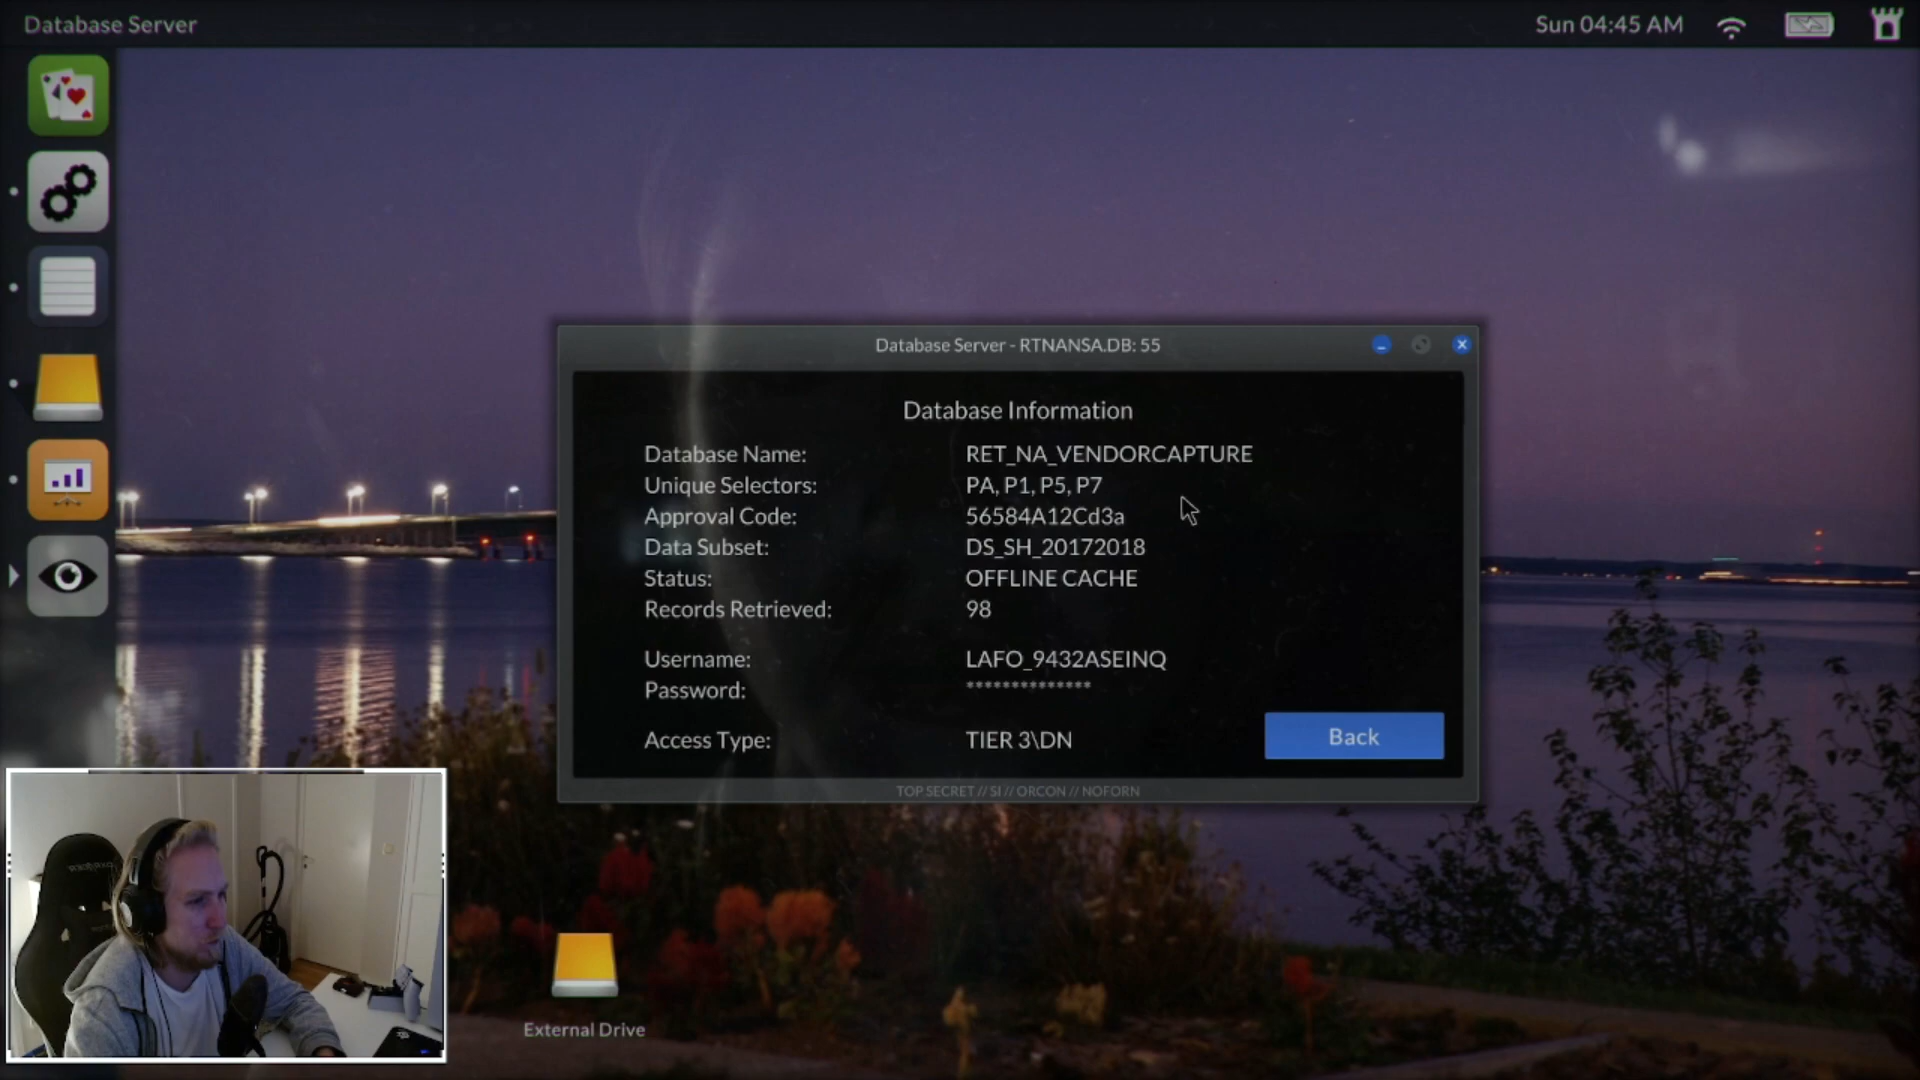 Database Server
Sun 04:45 AM
Database Server - RTNANSA.DB: 55
Database Information
Database Name: RET_NA_VENDORCAPTURE
Unique Selectors: PA, P1, P5, P7
Approval Code: 56584A12Cd3a
Data Subset: DS_SH_20172018
Status: OFFLINE CACHE
Records Retrieved: 98
Username: LAFO_9432ASEINQ
Password: **************
Access Type: TIER 3\DN
Back
TOP SECRET // SI // ORCON // NOFORN
External Drive